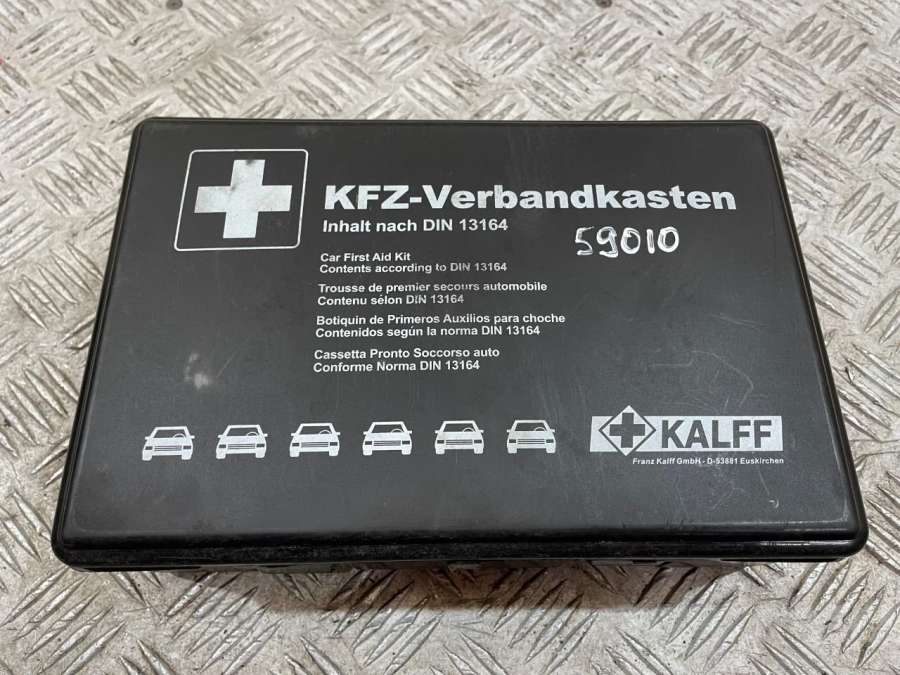 KFZ-Verbandkasten
Inhalt nach DIN 13164
59010
Car First Aid Kit
Contents according to DIN 13164
Trousse de premier secours automobile
Contenu sélon DIN 13164
Botiquin de Primeros Auxilios para choche
Contenidos según la norma DIN 13164
Cassetta Pronto Soccorso auto
Conforme Norma DIN 13164
KALFF
Franz Kalff GmbH - D-53881 Euskirchen